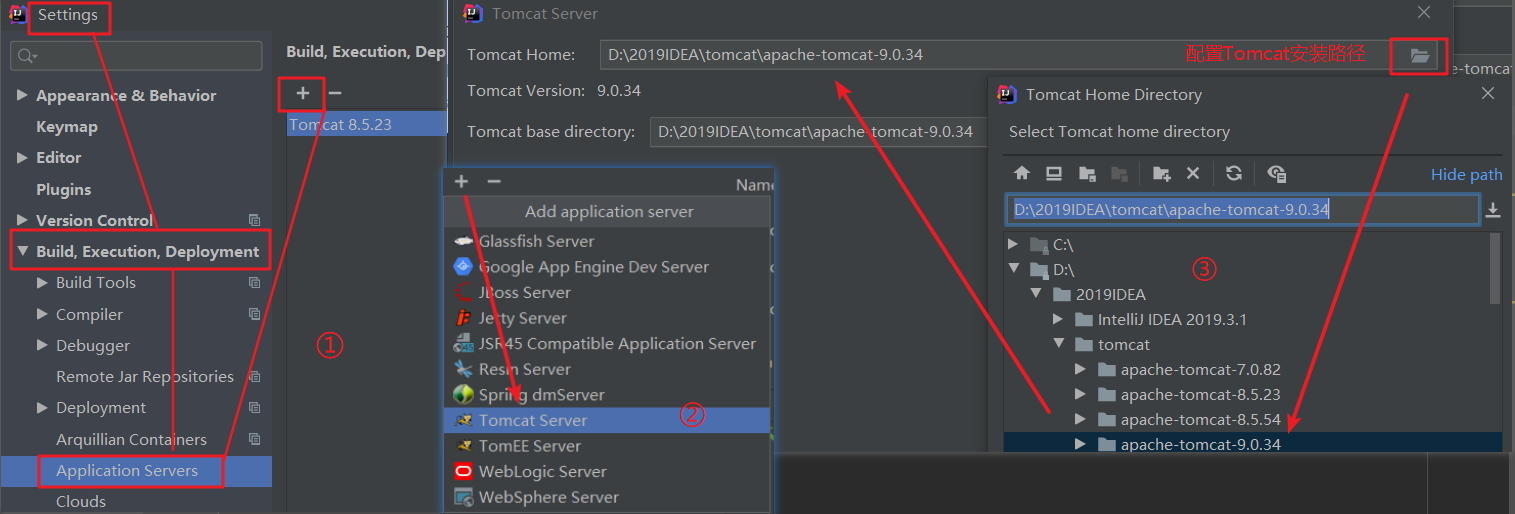 Settings
Appearance & Behavior
Keymap
Editor
Plugins
Version Control
Build, Execution, Deployment
Build Tools
Compiler
Debugger
Remote Jar Repositories
Deployment
Arquillian Containers
Application Servers
Clouds
Build, Execution, Dep
Tomcat 8.5.23
①
Tomcat Server
Tomcat Home: D:\2019IDEA\tomcat\apache-tomcat-9.0.34 配置Tomcat安装路径
Tomcat Version: 9.0.34
Tomcat base directory: D:\2019IDEA\tomcat\apache-tomcat-9.0.34
Name
Add application server
Glassfish Server
Google App Engine Dev Server
JBoss Server
Jetty Server
JSR45 Compatible Application Server
Resin Server
Spring dmServer
Tomcat Server ②
TomEE Server
WebLogic Server
WebSphere Server
e-tomcat
Tomcat Home Directory
Select Tomcat home directory
Hide path
D:\2019IDEA\tomcat\apache-tomcat-9.0.34
C:\
D:\
③
2019IDEA
IntelliJ IDEA 2019.3.1
tomcat
apache-tomcat-7.0.82
apache-tomcat-8.5.23
apache-tomcat-8.5.54
apache-tomcat-9.0.34